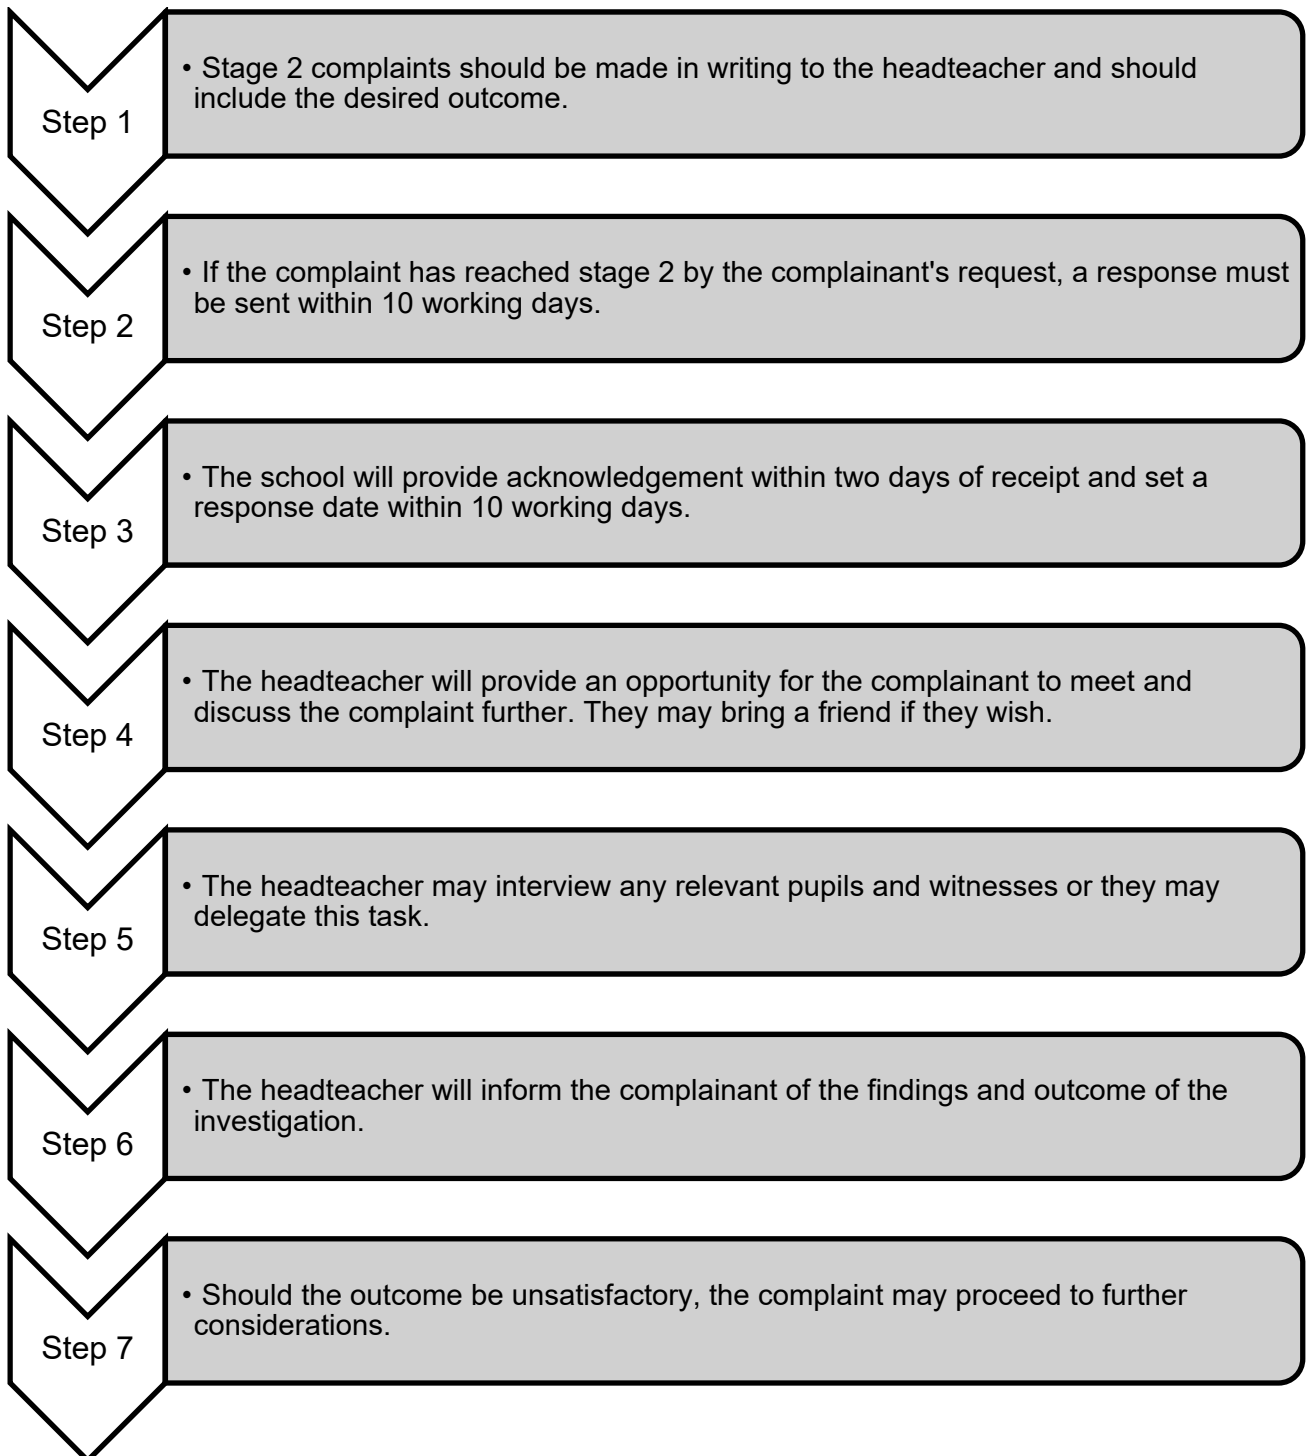 Step 1
• Stage 2 complaints should be made in writing to the headteacher and should
include the desired outcome.
Step 2
• If the complaint has reached stage 2 by the complainant's request, a response must
be sent within 10 working days.
Step 3
• The school will provide acknowledgement within two days of receipt and set a
response date within 10 working days.
Step 4
• The headteacher will provide an opportunity for the complainant to meet and
discuss the complaint further. They may bring a friend if they wish.
Step 5
• The headteacher may interview any relevant pupils and witnesses or they may
delegate this task.
Step 6
• The headteacher will inform the complainant of the findings and outcome of the
investigation.
Step 7
• Should the outcome be unsatisfactory, the complaint may proceed to further
considerations.